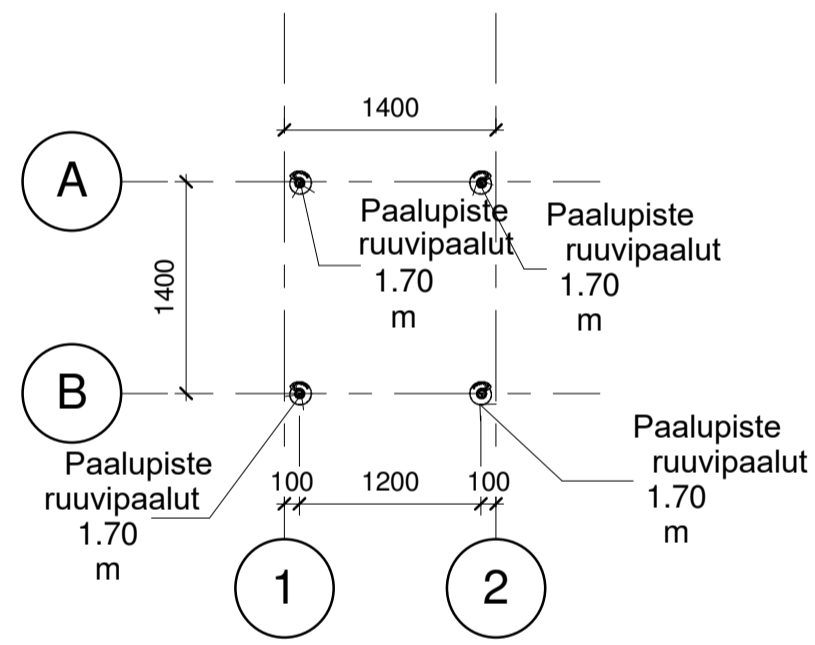 1400
A
Paalupiste
ruuvipaalut
1.70
m
Paalupiste
ruuvipaalut
1.70
m
1400
B
Paalupiste
ruuvipaalut
1.70
m
100
1200
100
Paalupiste
ruuvipaalut
1.70
m
1
2